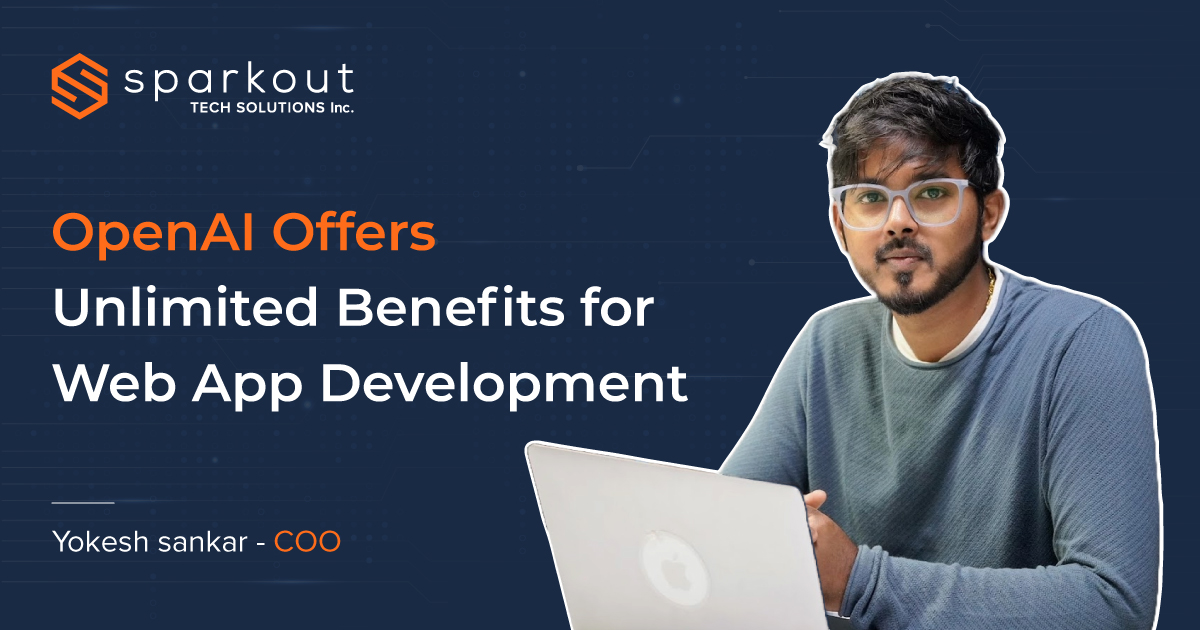 sparkout
TECH SOLUTIONS Inc.
OpenAI Offers
Unlimited Benefits for
Web App Development
Yokesh sankar - COO